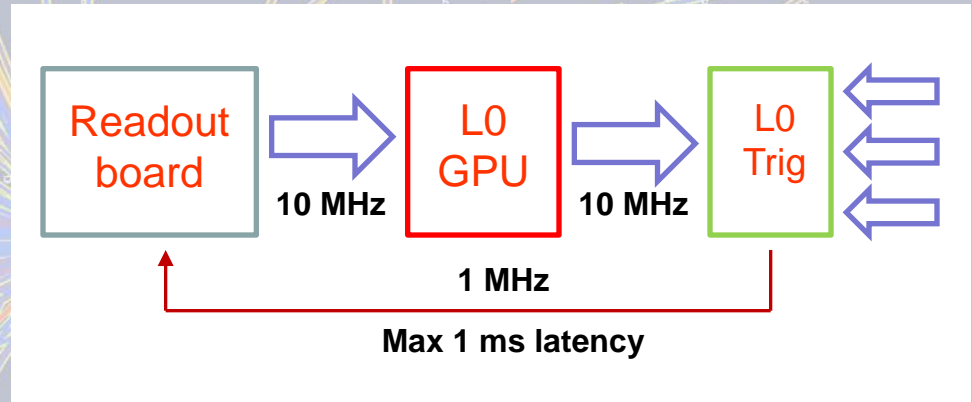 Readout
board
L0
GPU
L0
Trig
10 MHz
10 MHz
1 MHz
Max 1 ms latency